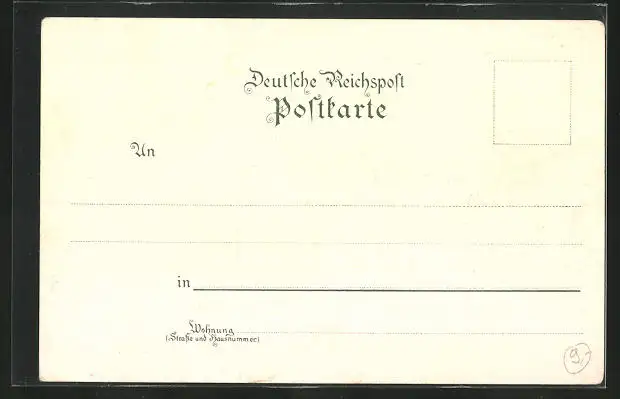 Deutſche Reichspoſt
Poſtkarte
An
in
Wohnung
(Straße und Hausnummer)
9,-